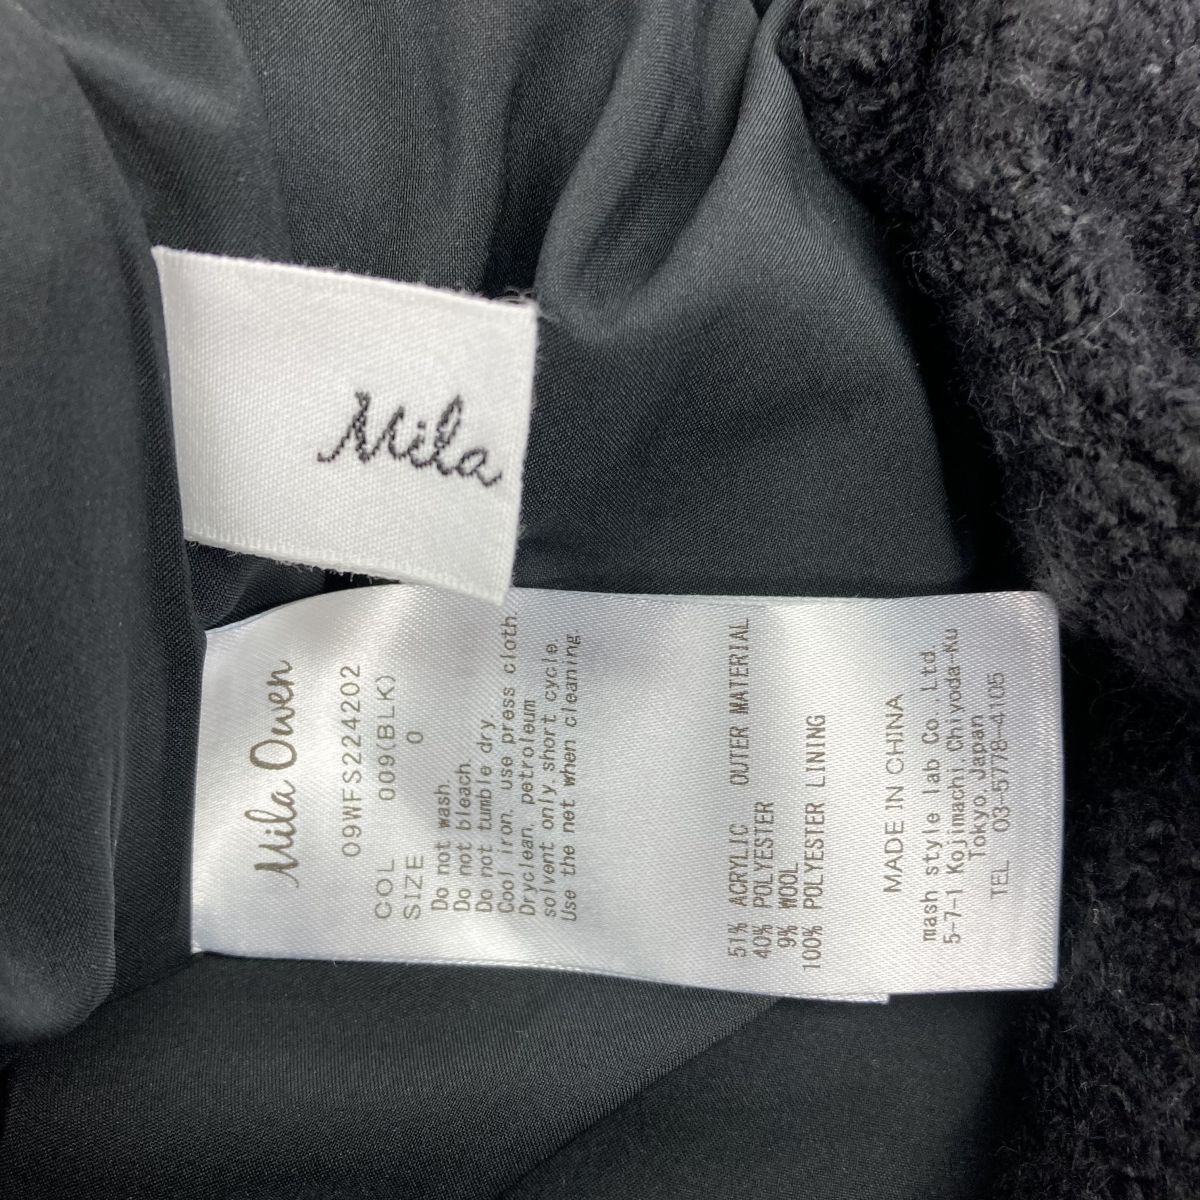 Mila
Mila Owen
09WFS224202
COL 009(BLK)
SIZE 0
Do not wash.
Do not bleach.
Do not tumble dry.
Cool iron. use press cloth.
Dryclean. petroleum
solvent only, short cycle.
Use the net when cleaning.
51% ACRYLIC OUTER MATERIAL
40% POLYESTER
9% WOOL
100% POLYESTER LINING
MADE IN CHINA
mash style lab Co.,Ltd.
5-7-1 Kojimachi,Chiyoda-Ku
Tokyo,Japan
TEL 03-5778-4105